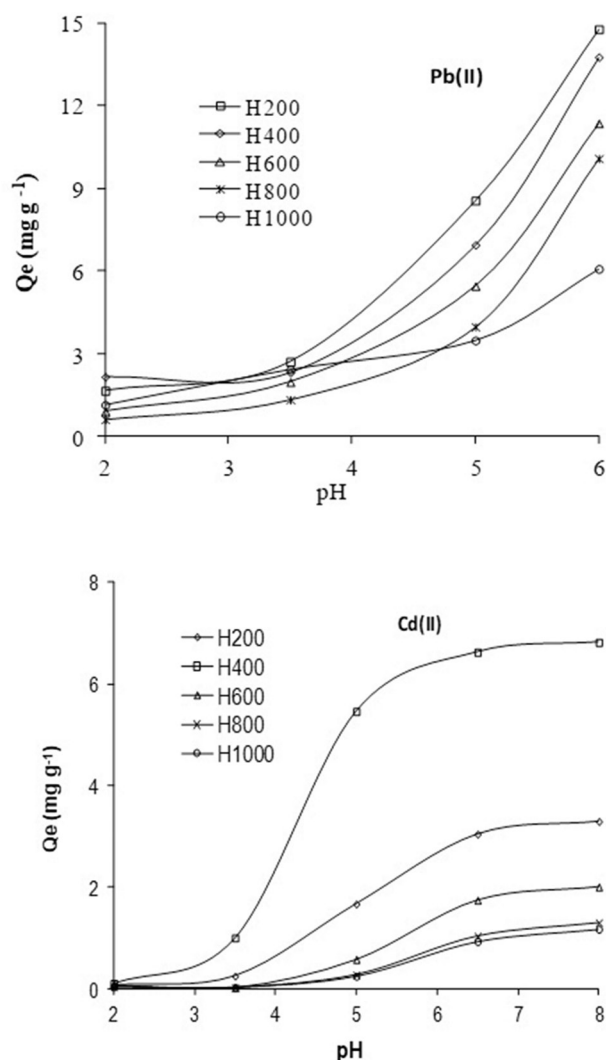 15
Pb(II)
12
H200
H400
9
H600
H800
H1000
Qe (mg g⁻¹)
6
3
0
2 3 4 5 6
pH
8
Cd(II)
H200
6
H400
H600
H800
H1000
4
Qe (mg g⁻¹)
2
0
2 3 4 5 6 7 8
pH